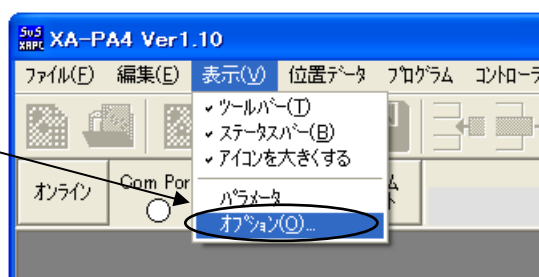 SuS
XAPC
XA-PA4 Ver1.10
ﾌｧｲﾙ(F) 編集(E) 表示(V) 位置ﾃﾞｰﾀ ﾌﾟﾛｸﾞﾗﾑ ｺﾝﾄﾛｰﾗ
ﾂｰﾙﾊﾞｰ(T)
ｽﾃｰﾀｽﾊﾞｰ(B)
ｱｲｺﾝを大きくする
ｵﾝﾗｲﾝ Com Por
ﾊﾟﾗﾒｰﾀ
ｵﾌﾟｼｮﾝ(O)...